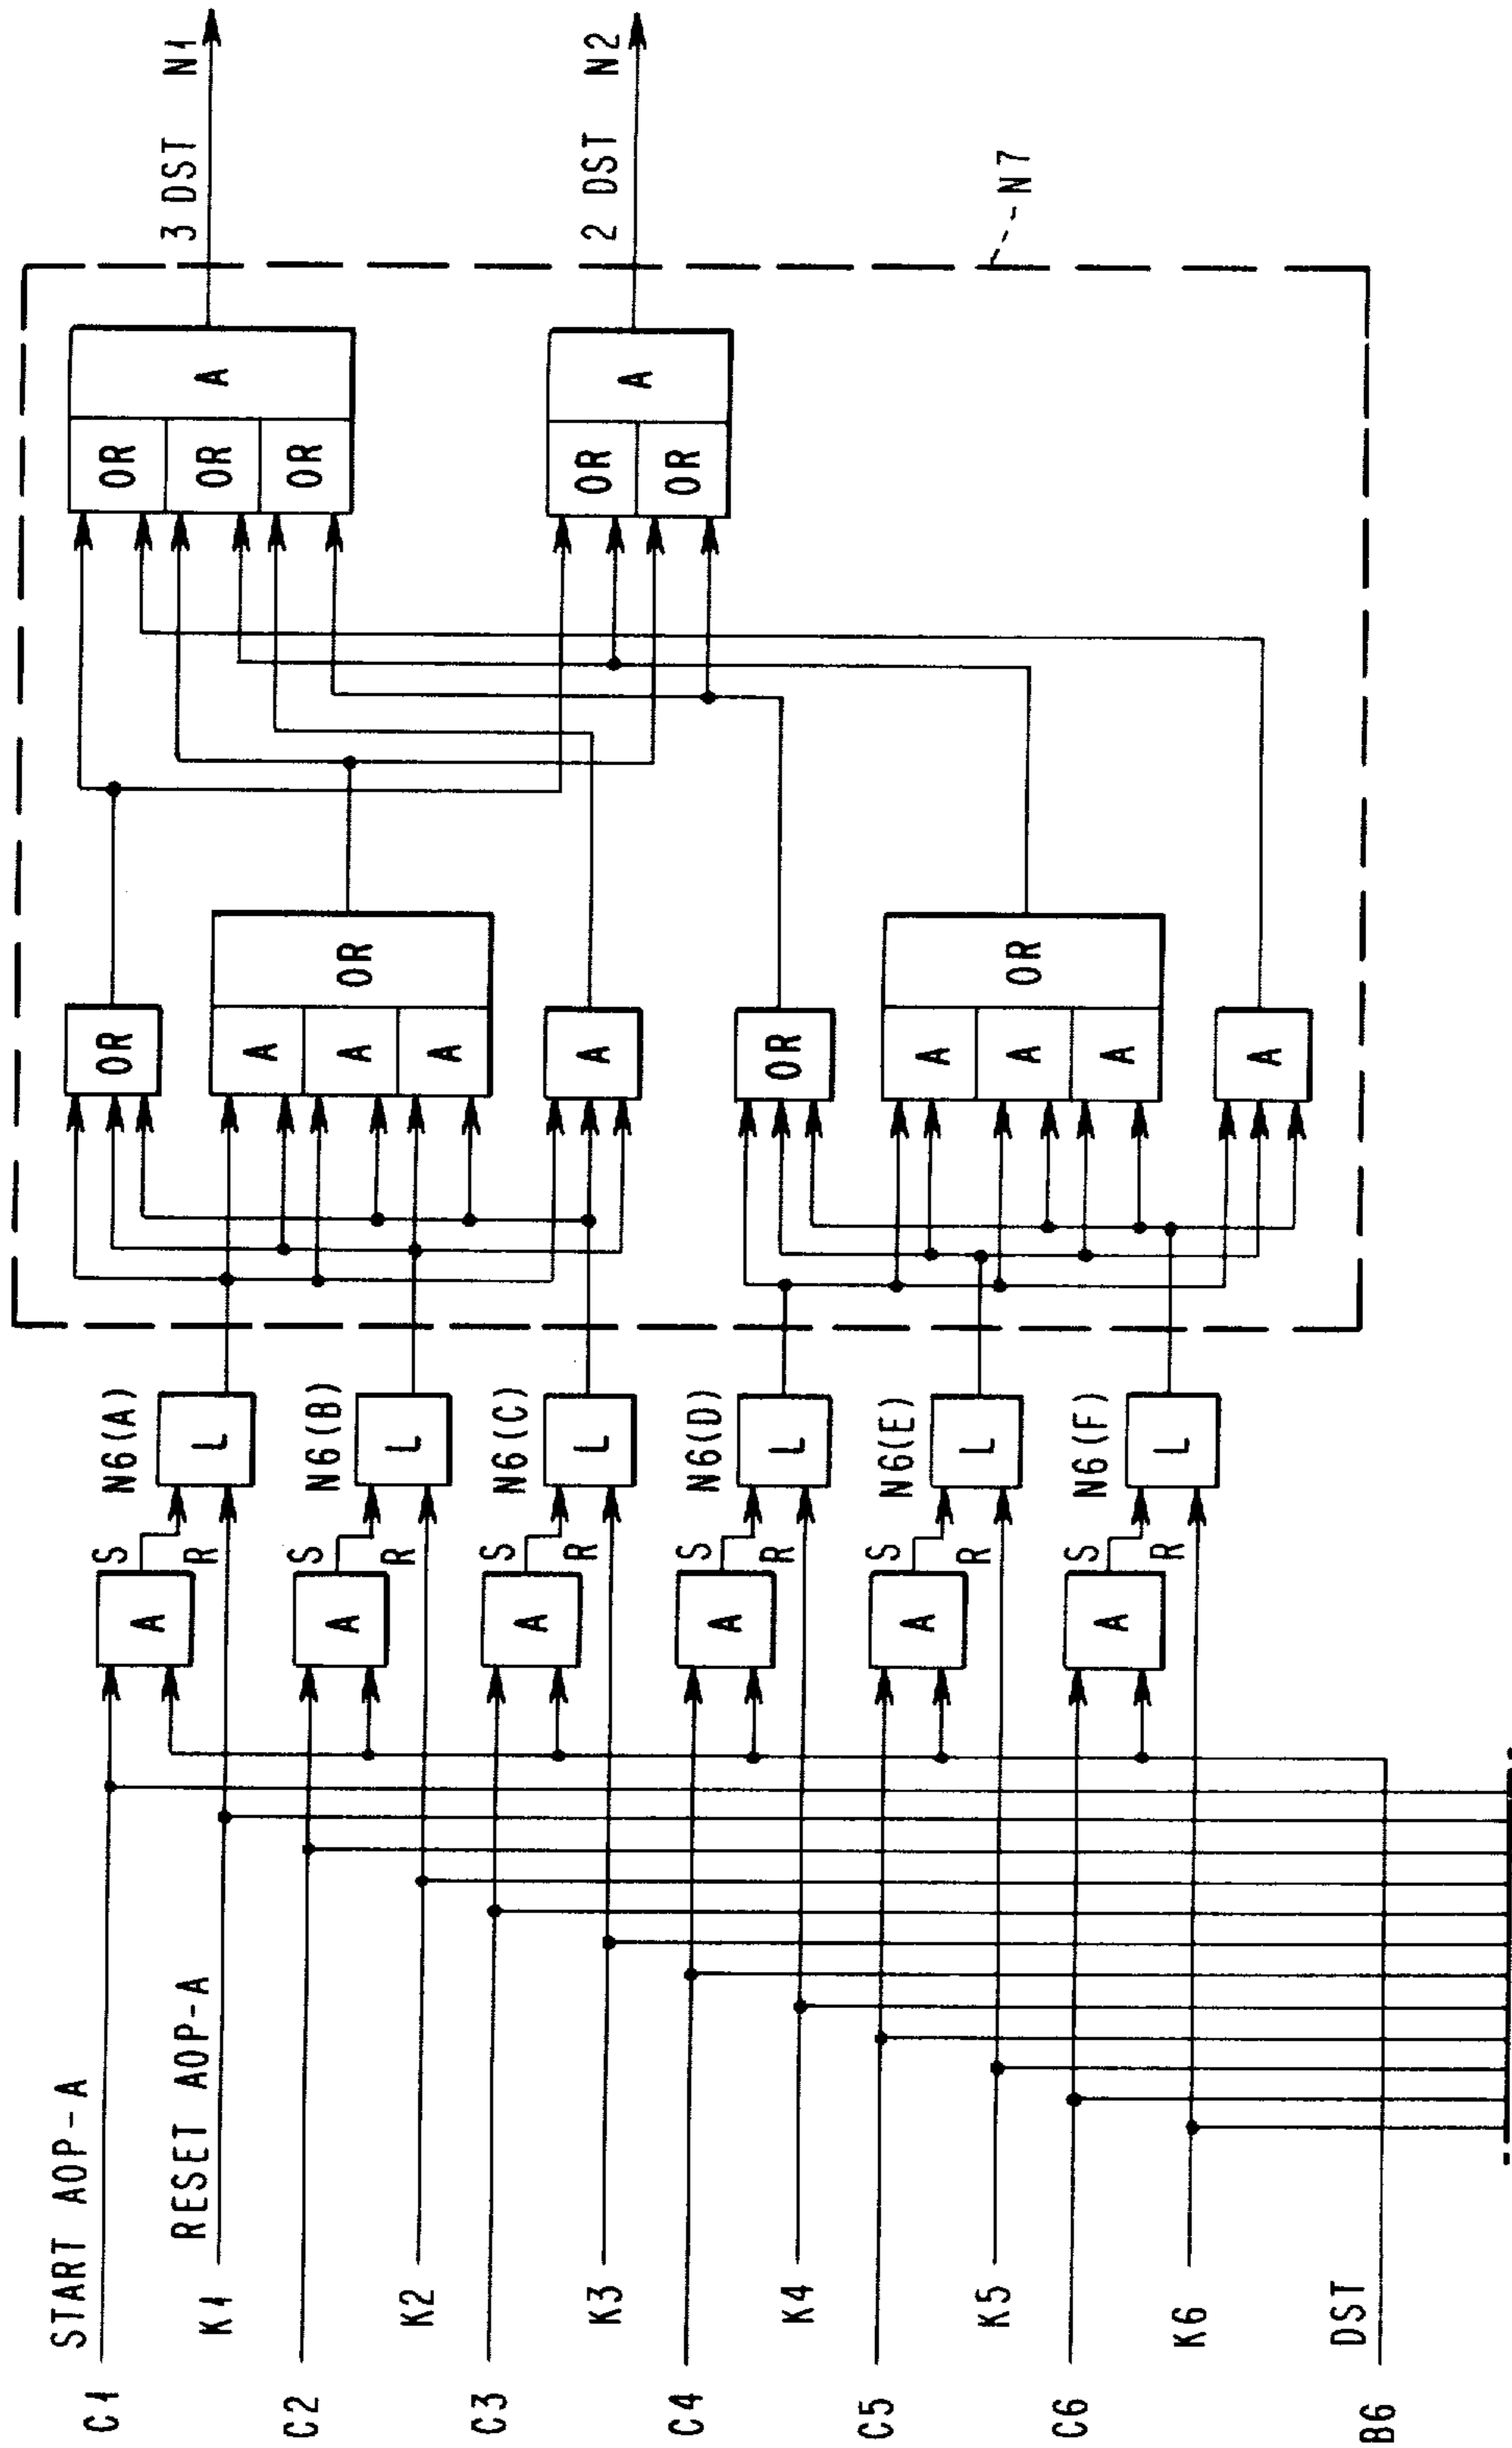 3 DST N1
2 DST N2
N7
A
OR
OR
OR
A
OR
OR
OR
OR
A
A
A
A
OR
OR
A
A
A
A
N6(A)
L
N6(B)
L
N6(C)
L
N6(D)
L
N6(E)
L
N6(F)
L
S
R
S
R
S
R
S
R
S
R
S
R
A
A
A
A
A
A
START AOP-A
RESET AOP-A
C1
K1
C2
K2
C3
K3
C4
K4
C5
K5
C6
K6
DST
B6